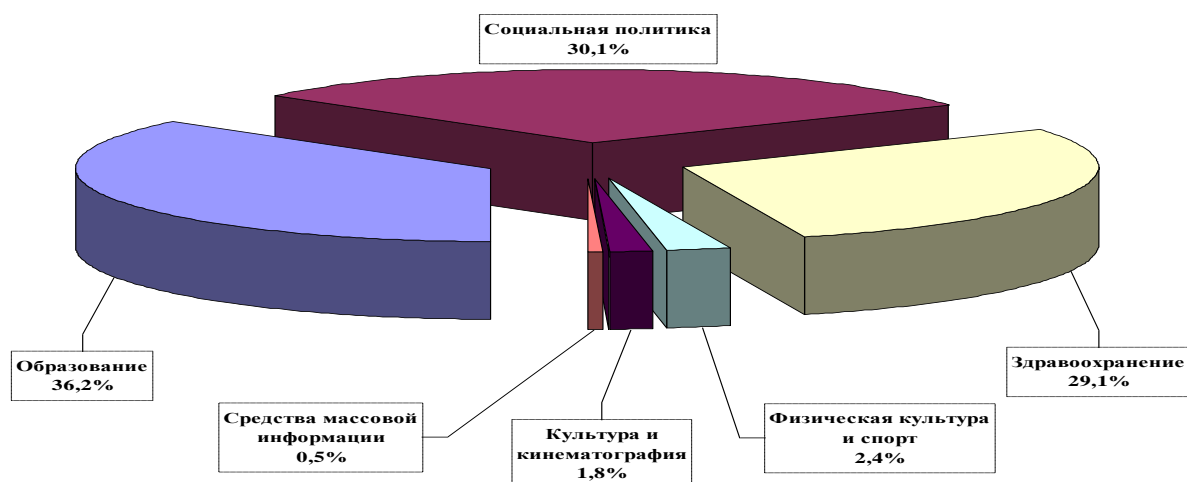 Социальная политика
30,1%
Образование
36,2%
Здравоохранение
29,1%
Средства массовой
информации
0,5%
Культура и
кинематография
1,8%
Физическая культура
и спорт
2,4%